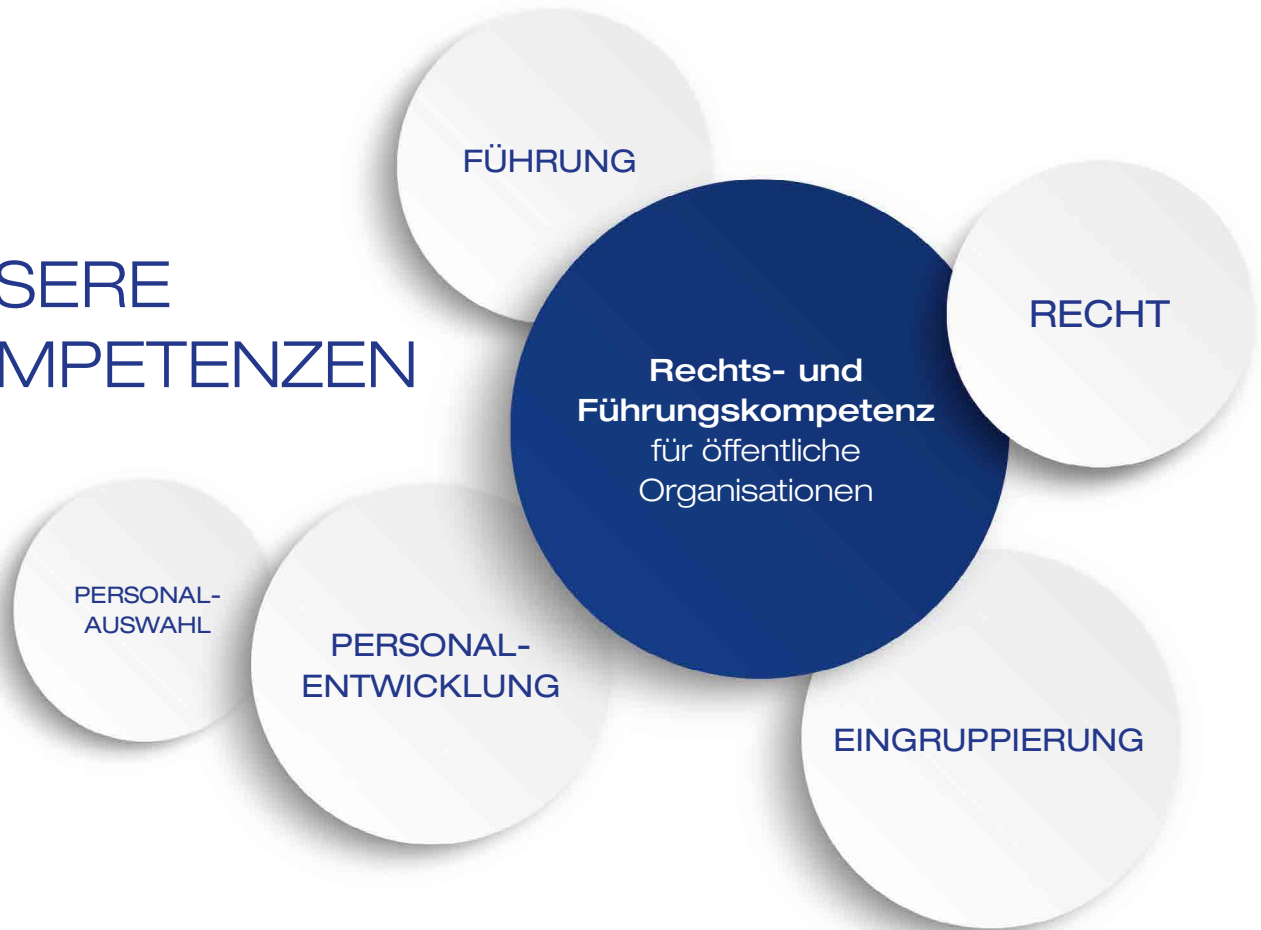 SERE
MPETENZEN
FÜHRUNG
RECHT
Rechts- und
Führungskompetenz
für öffentliche
Organisationen
PERSONAL-
AUSWAHL
PERSONAL-
ENTWICKLUNG
EINGRUPPIERUNG